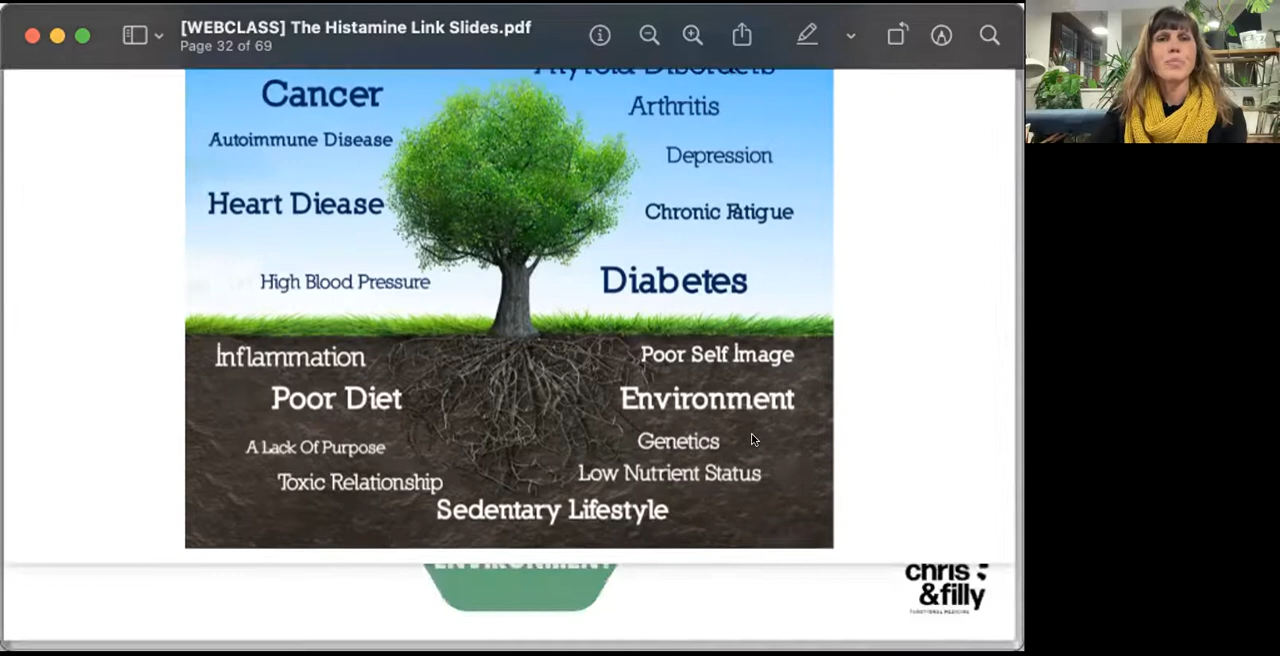 [WEBCLASS] The Histamine Link Slides.pdf
Page 32 of 69
Thyroid Disorders
Cancer
Arthritis
Autoimmune Disease
Depression
Heart Diease
Chronic Fatigue
High Blood Pressure
Diabetes
Inflammation
Poor Self Image
Poor Diet
Environment
A Lack Of Purpose
Genetics
Toxic Relationship
Low Nutrient Status
Sedentary Lifestyle
ENVIRONMENT
chris
&filly
FUNCTIONAL MEDICINE